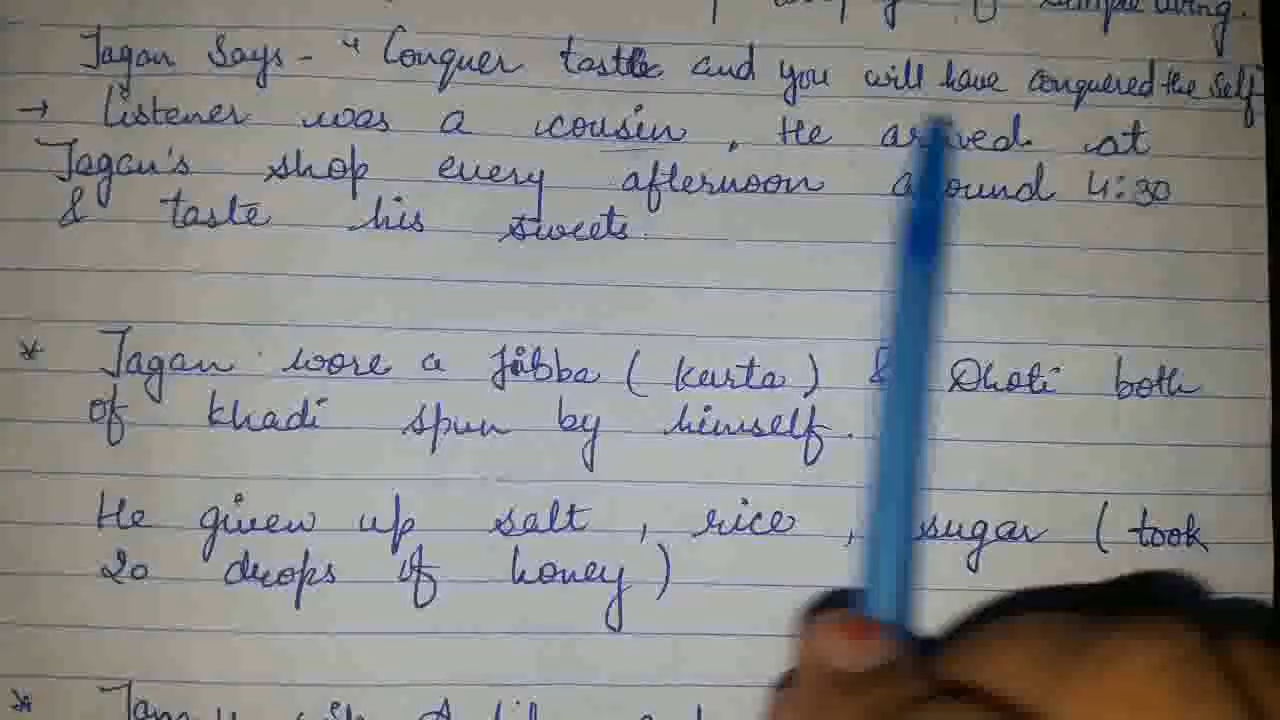 simple living.
Jagan Says - " Conquer taste and you will have conquered the self
→ Listener was a cousin, He arrived at
Jagan's shop every afternoon around 4:30
& taste his sweets.
* Jagan wore a Jibba (Kurta) & Dhoti both
of khadi spun by himself.
He given up salt, rice, sugar (took
20 drops of honey)
*